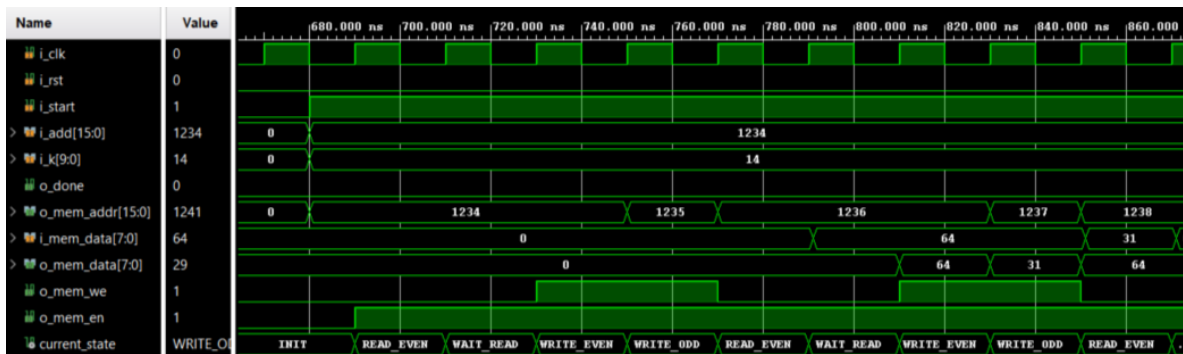 Name Value 680.000 ns 700.000 ns 720.000 ns 740.000 ns 760.000 ns 780.000 ns 800.000 ns 820.000 ns 840.000 ns 860.000
i_clk 0
i_rst 0
i_start 1
i_add[15:0] 1234 0 1234
i_k[9:0] 14 0 14
o_done 0
o_mem_addr[15:0] 1241 0 1234 1235 1236 1237 1238
i_mem_data[7:0] 64 0 64 31
o_mem_data[7:0] 29 0 64 31 64
o_mem_we 1
o_mem_en 1
current_state WRITE_OD INIT READ_EVEN WAIT_READ WRITE_EVEN WRITE_ODD READ_EVEN WAIT_READ WRITE_EVEN WRITE_ODD READ_EVEN